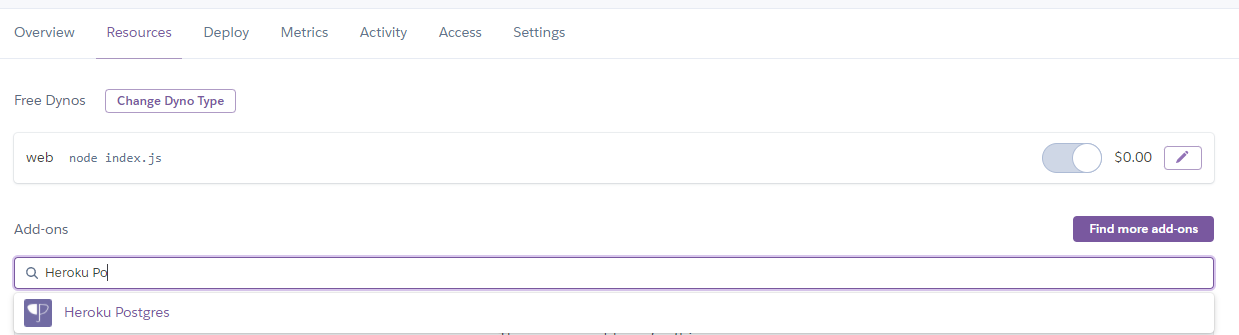 Overview Resources Deploy Metrics Activity Access Settings
Free Dynos Change Dyno Type
web node index.js $0.00
Add-ons Find more add-ons
Heroku Po
Heroku Postgres